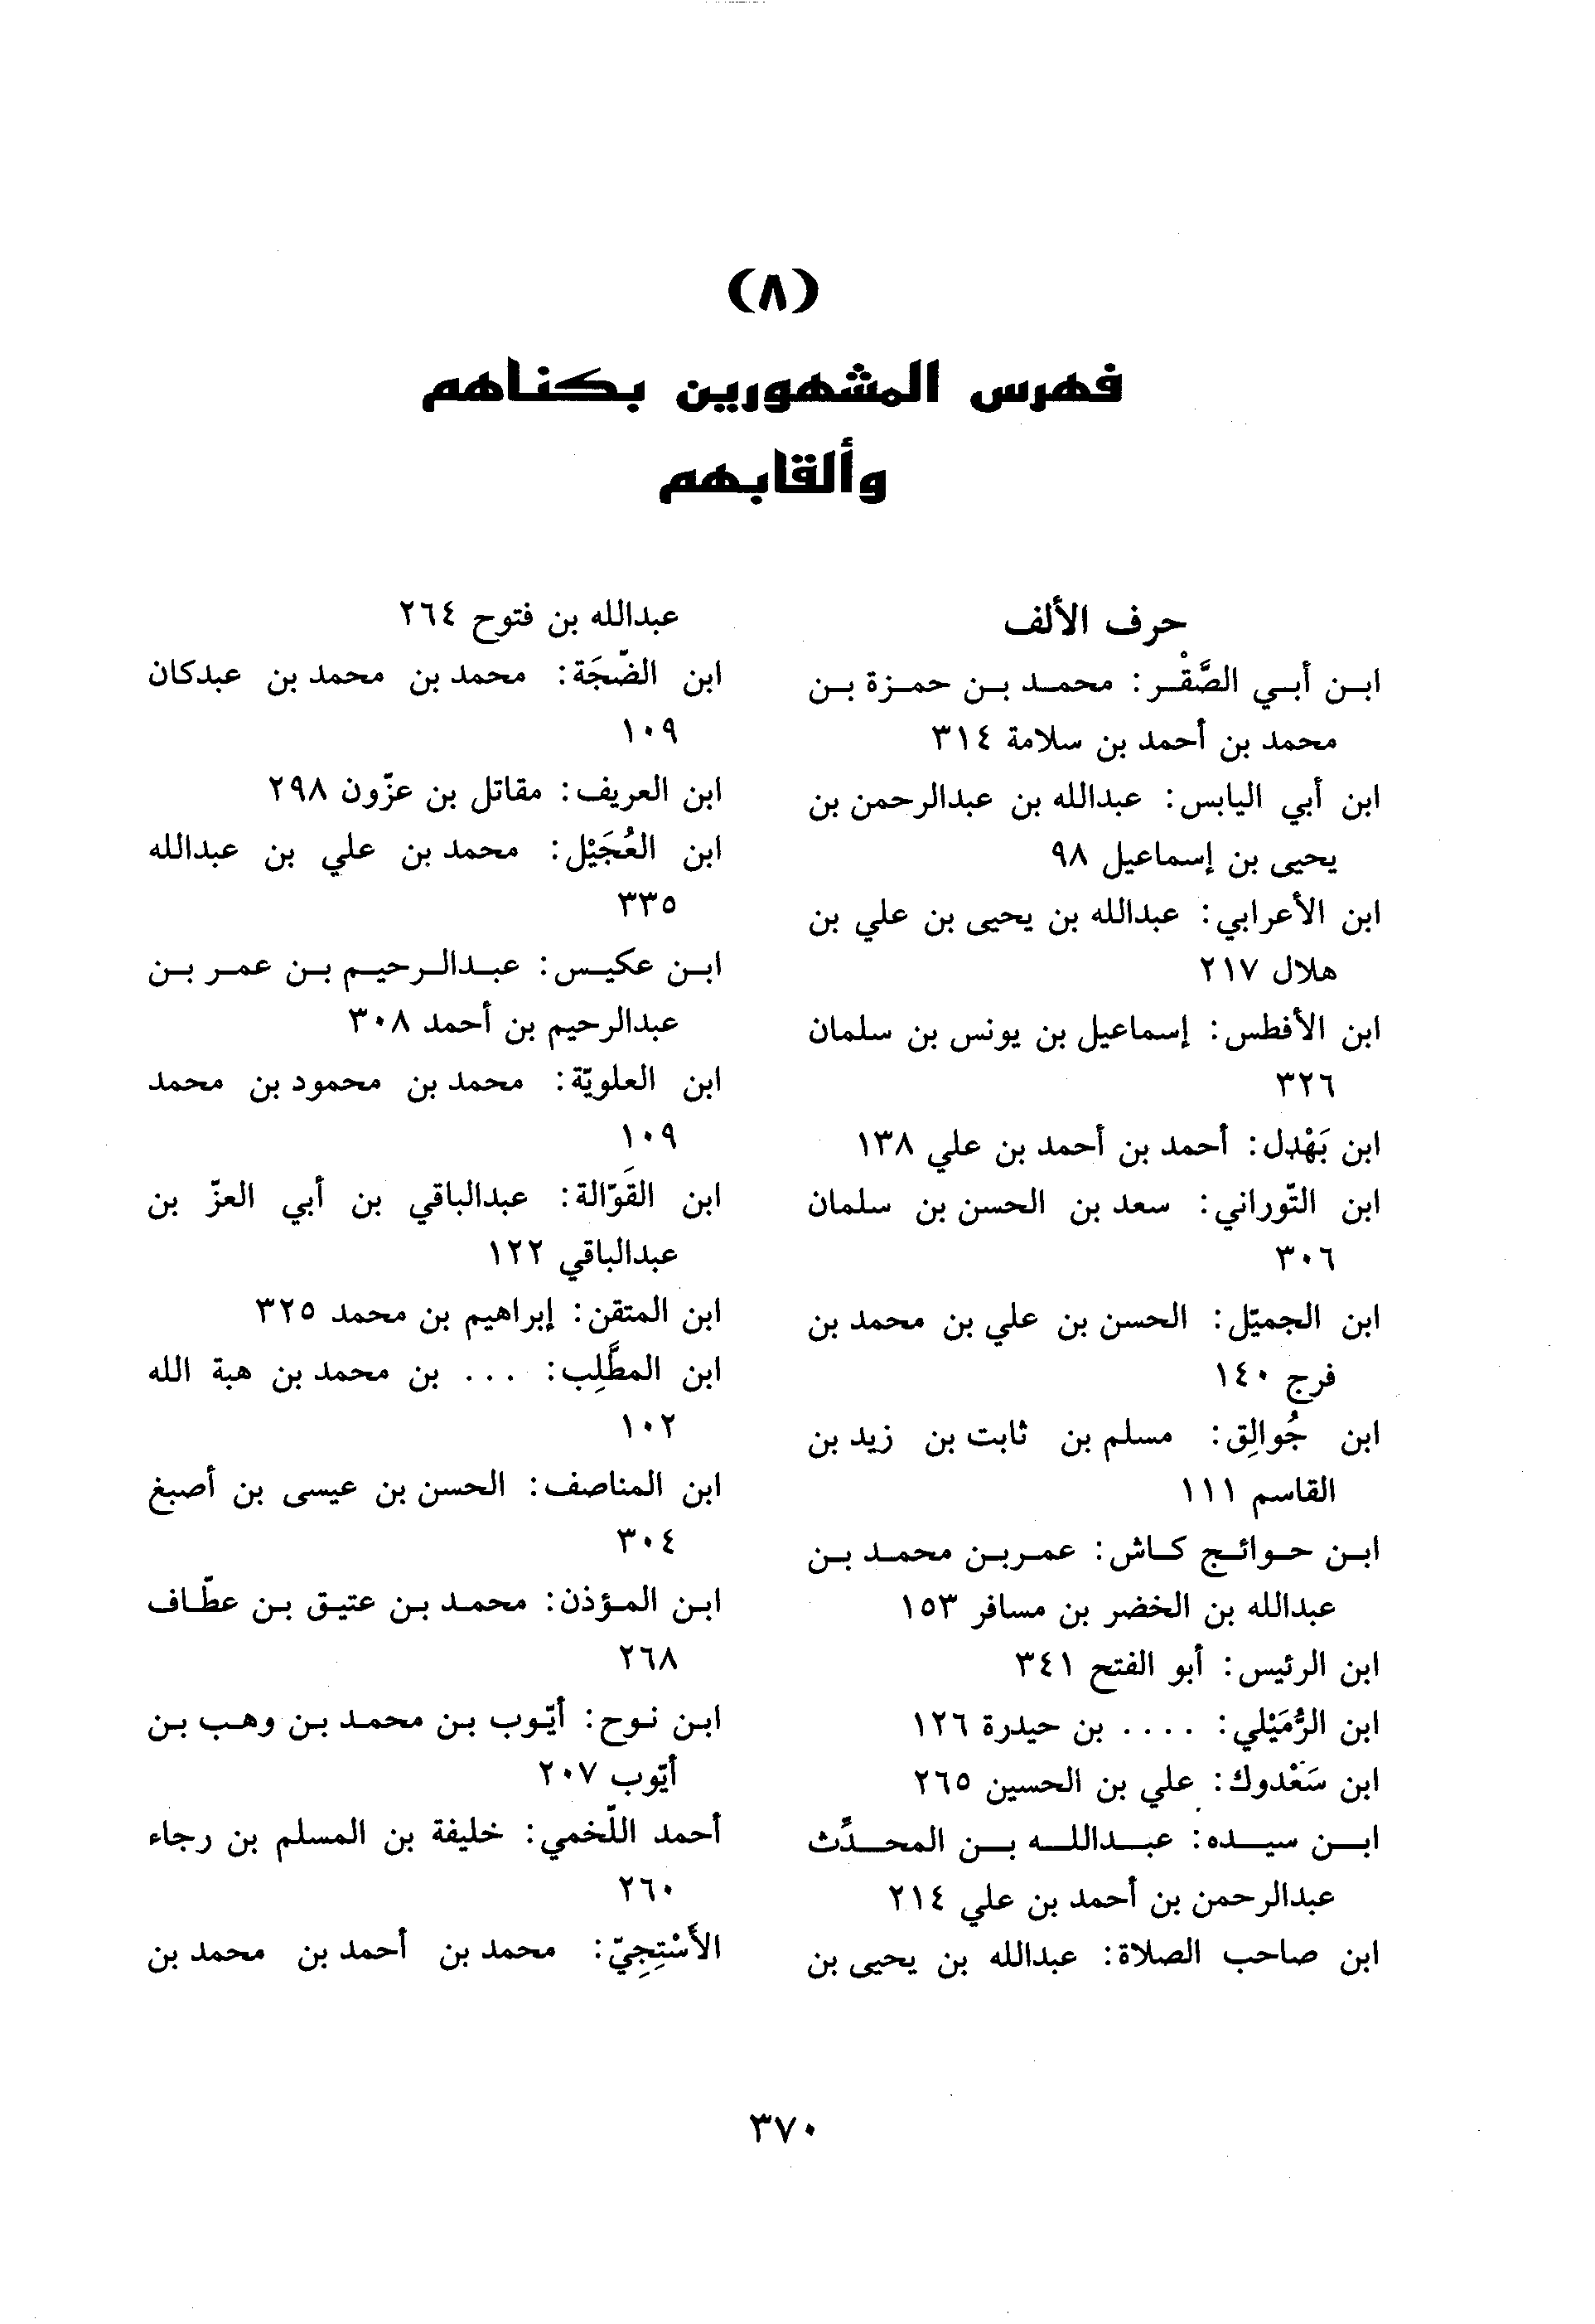 (٨)
فهرس المشهورين بكناهم
وألقابهم
حرف الألف
ابن أبي الصَّقْر: محمد بن حمزة بن
محمد بن أحمد بن سلامة ٣١٤
ابن أبي اليابس: عبدالله بن عبدالرحمن بن
يحيى بن إسماعيل ٩٨
ابن الأعرابي: عبدالله بن يحيى بن علي بن
هلال ٢١٧
ابن الأفطس: إسماعيل بن يونس بن سلمان
٣٢٦
ابن بَهْدِل: أحمد بن أحمد بن علي ١٣٨
ابن التّوراني: سعد بن الحسن بن سلمان
٣٠٦
ابن الجميّل: الحسن بن علي بن محمد بن
فرج ١٤٠
ابن جُوالِق: مسلم بن ثابت بن زيد بن
القاسم ١١١
ابن حوائج كاش: عمر بن محمد بن
عبدالله بن الخضر بن مسافر ١٥٣
ابن الرئيس: أبو الفتح ٣٤١
ابن الرُّمَيْلي: .... بن حيدرة ١٢٦
ابن سَعْدوك: علي بن الحسين ٢٦٥
ابن سيده: عبدالله بن المحدِّث
عبدالرحمن بن أحمد بن علي ٢١٤
ابن صاحب الصلاة: عبدالله بن يحيى بن
عبدالله بن فتوح ٢٦٤
ابن الضّجَة: محمد بن محمد بن عبدكان
١٠٩
ابن العريف: مقاتل بن عزّون ٢٩٨
ابن العُجَيْل: محمد بن علي بن عبدالله
٣٣٥
ابن عكيس: عبدالرحيم بن عمر بن
عبدالرحيم بن أحمد ٣٠٨
ابن العلويّة: محمد بن محمود بن محمد
١٠٩
ابن القَوّالة: عبدالباقي بن أبي العزّ بن
عبدالباقي ١٢٢
ابن المتقن: إبراهيم بن محمد ٣٢٥
ابن المطَّلِب: ... بن محمد بن هبة الله
١٠٢
ابن المناصف: الحسن بن عيسى بن أصبغ
٣٠٤
ابن المؤذن: محمد بن عتيق بن عطّاف
٢٦٨
ابن نوح: أيّوب بن محمد بن وهب بن
أيّوب ٢٠٧
أحمد اللّخمي: خليفة بن المسلم بن رجاء
٢٦٠
الأَسْتِجِيّ: محمد بن أحمد بن محمد بن
٣٧٠